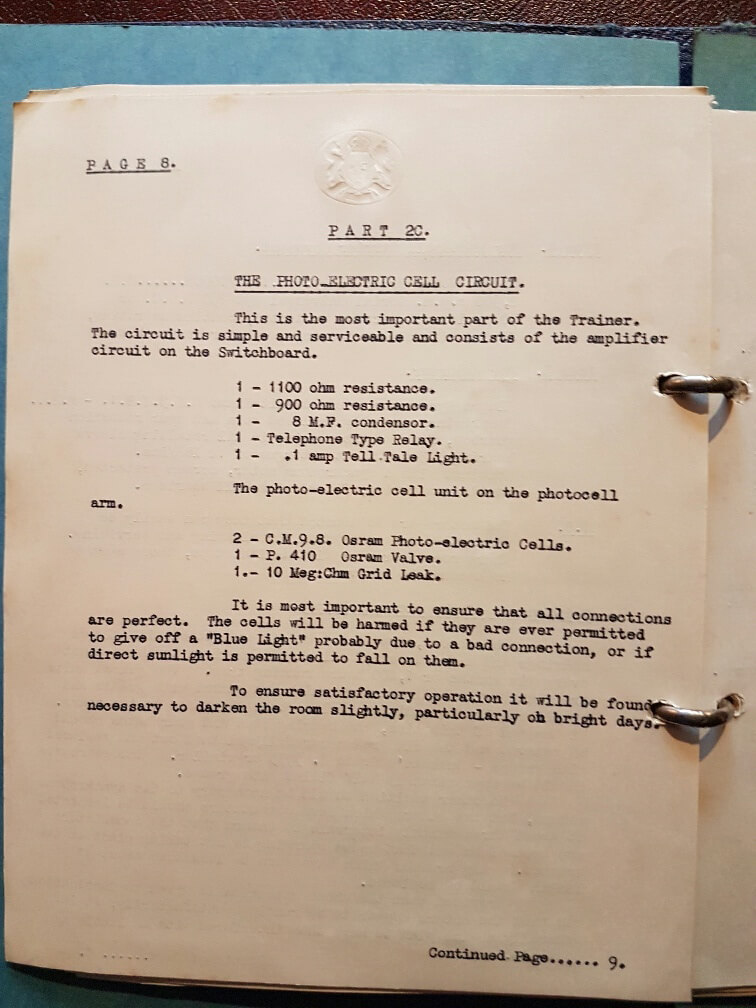 PAGE 8.
PART 2C.
THE PHOTO-ELECTRIC CELL CIRCUIT.
This is the most important part of the Trainer.
The circuit is simple and serviceable and consists of the amplifier
circuit on the Switchboard.
1 - 1100 ohm resistance.
1 - 900 ohm resistance.
1 - 8 M.F. condensor.
1 - Telephone Type Relay.
1 - .1 amp Tell Tale Light.
The photo-electric cell unit on the photocell
arm.
2 - C.M.9.8. Osram Photo-electric Cells.
1 - P. 410 Osram Valve.
1.- 10 Meg:Ohm Grid Leak.
It is most important to ensure that all connections
are perfect. The cells will be harmed if they are ever permitted
to give off a "Blue Light" probably due to a bad connection, or if
direct sunlight is permitted to fall on them.
To ensure satisfactory operation it will be found
necessary to darken the room slightly, particularly oh bright days.
Continued Page...... 9.